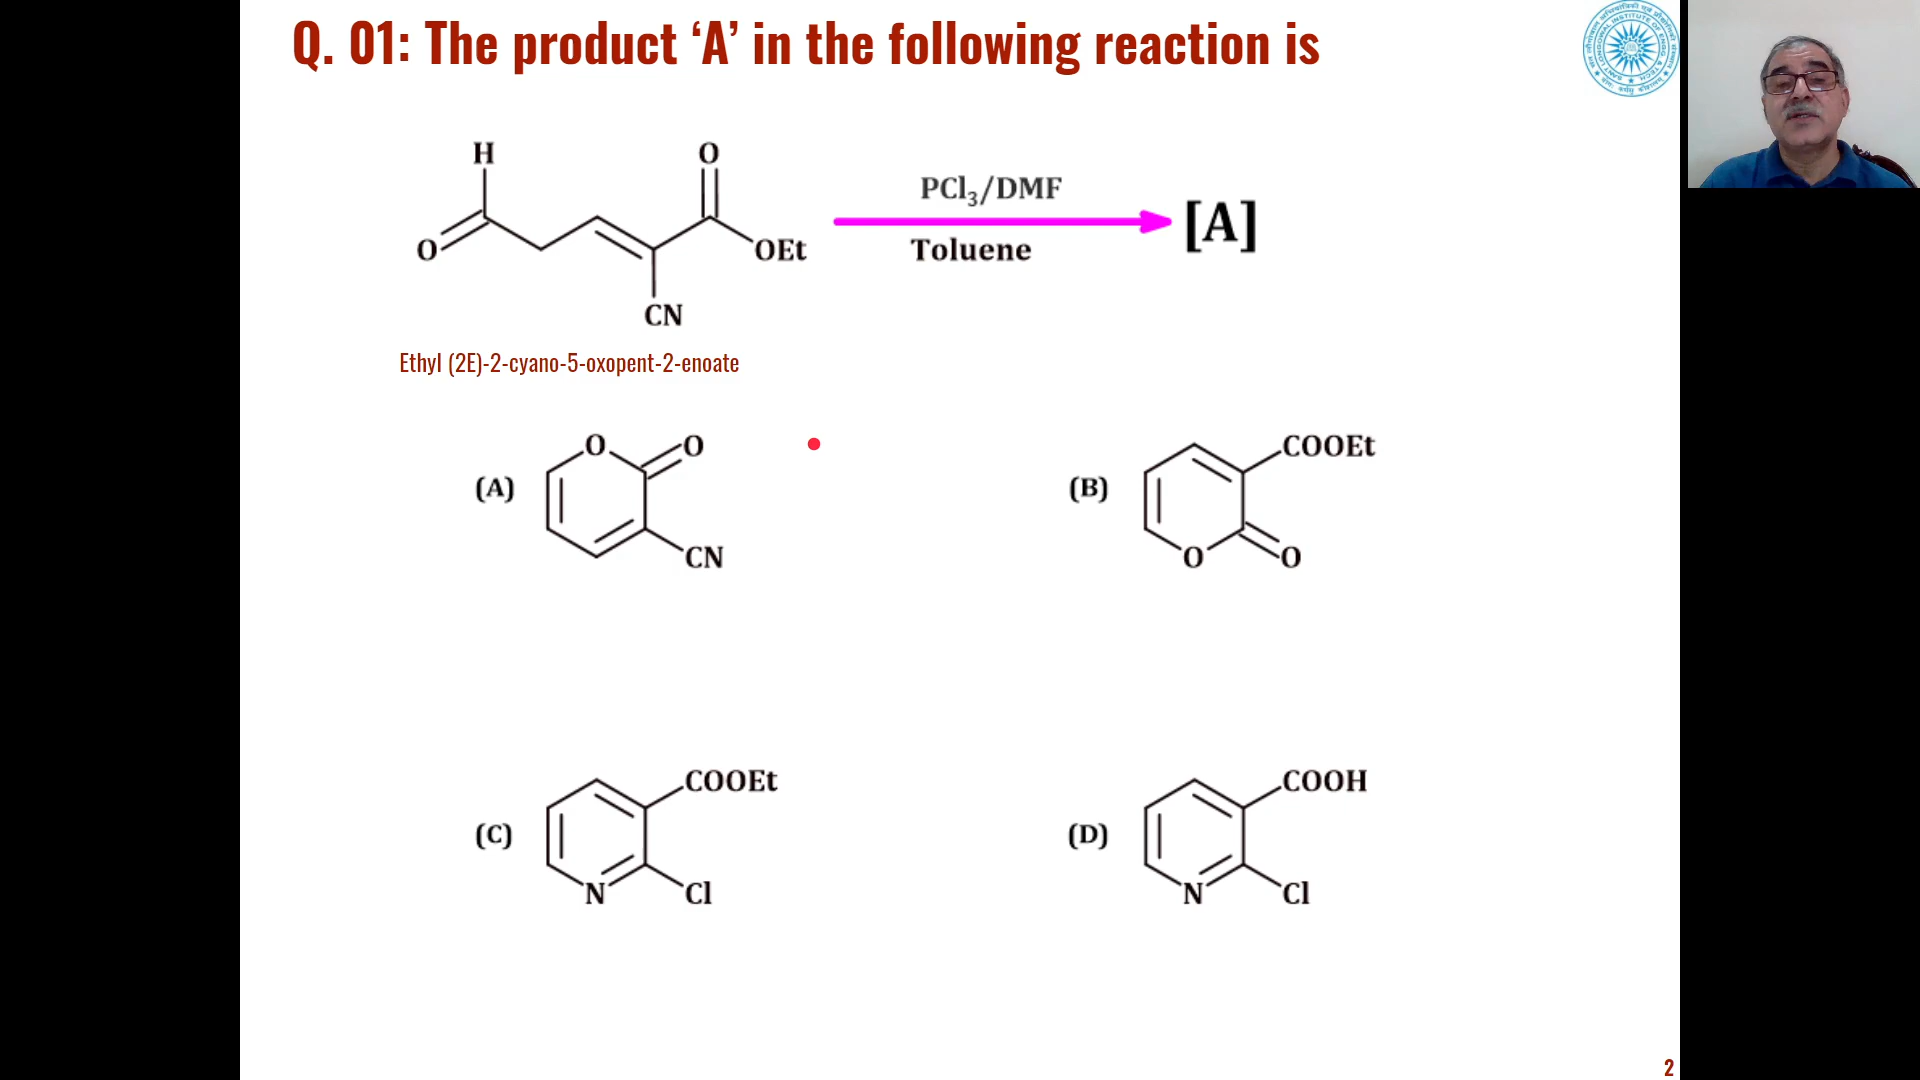 Q. 01: The product ‘A’ in the following reaction is
H
O
O
OEt
CN
PCl3/DMF
Toluene
[A]
Ethyl (2E)-2-cyano-5-oxopent-2-enoate
(A)
O
O
CN
(B)
COOEt
O
O
(C)
COOEt
N
Cl
(D)
COOH
N
Cl
2